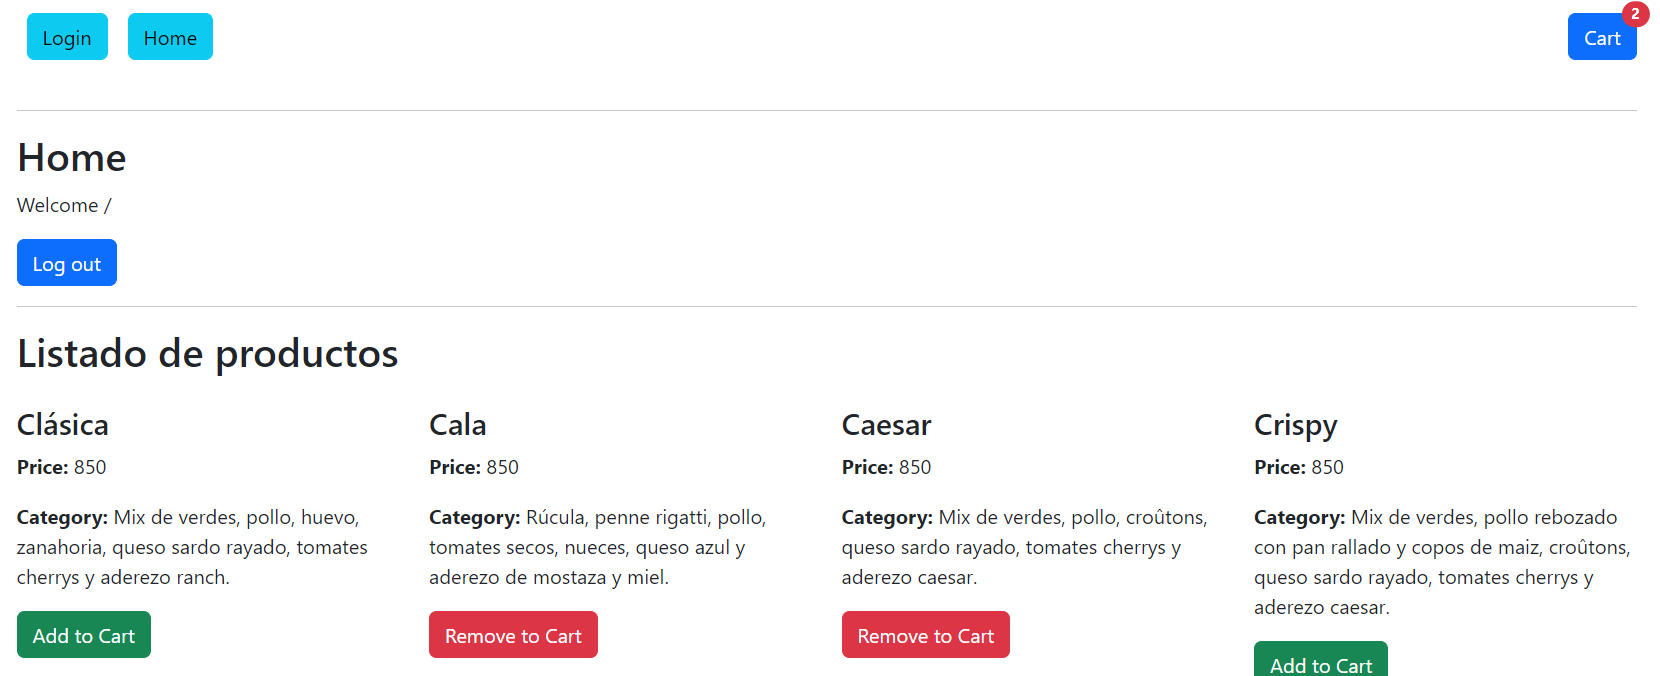 Login Home Cart 2
Home
Welcome /
Log out
Listado de productos
Clásica
Price: 850
Category: Mix de verdes, pollo, huevo,
zanahoria, queso sardo rayado, tomates
cherrys y aderezo ranch.
Add to Cart
Cala
Price: 850
Category: Rúcula, penne rigatti, pollo,
tomates secos, nueces, queso azul y
aderezo de mostaza y miel.
Remove to Cart
Caesar
Price: 850
Category: Mix de verdes, pollo, croûtons,
queso sardo rayado, tomates cherrys y
aderezo caesar.
Remove to Cart
Crispy
Price: 850
Category: Mix de verdes, pollo rebozado
con pan rallado y copos de maiz, croûtons,
queso sardo rayado, tomates cherrys y
aderezo caesar.
Add to Cart